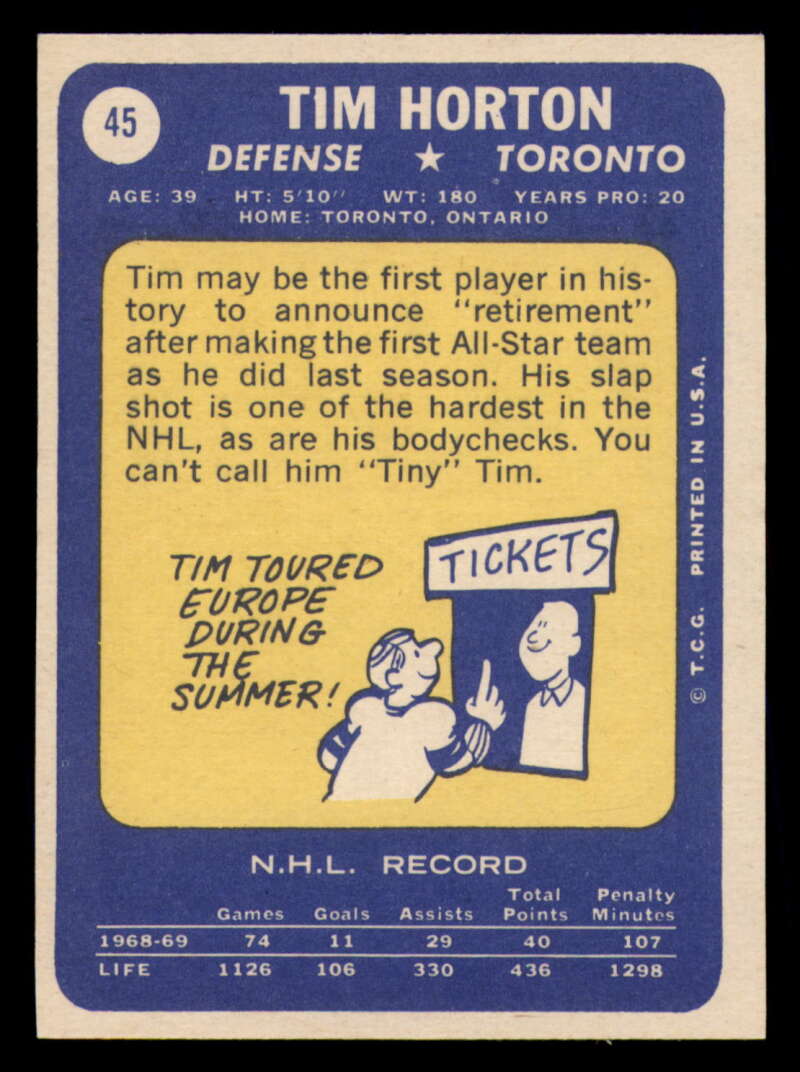 45
TIM HORTON
DEFENSE ★ TORONTO
AGE: 39 HT: 5'10'' WT: 180 YEARS PRO: 20
HOME: TORONTO, ONTARIO
Tim may be the first player in his-
tory to announce "retirement"
after making the first All-Star team
as he did last season. His slap
shot is one of the hardest in the
NHL, as are his bodychecks. You
can't call him "Tiny" Tim.
TIM TOURED
EUROPE
DURING
THE
SUMMER!
TICKETS
© T.C.G. PRINTED IN U.S.A.
N.H.L. RECORD
Games Goals Assists Total Points Penalty Minutes
1968-69 74 11 29 40 107
LIFE 1126 106 330 436 1298